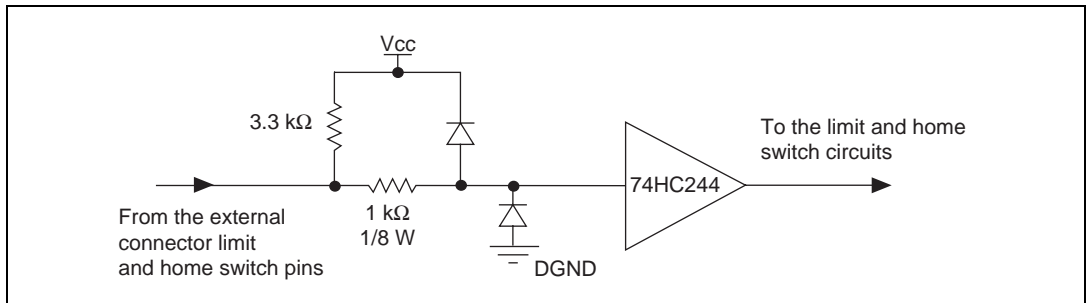 Vcc
3.3 kΩ
To the limit and home
switch circuits
74HC244
From the external
connector limit
and home switch pins
1 kΩ
1/8 W
DGND